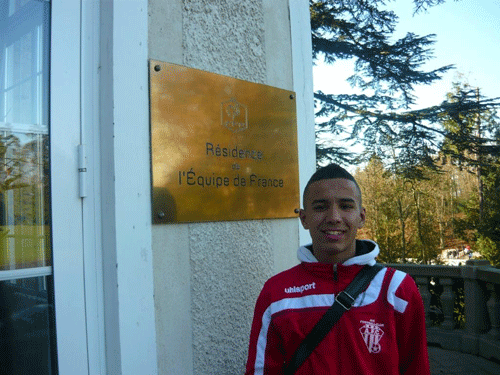 Résidence
de
l'Équipe de France
uhlsport